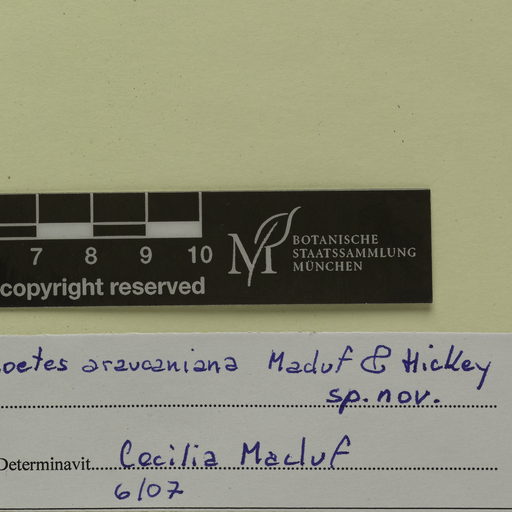 7 8 9 10
copyright reserved
M
BOTANISCHE
STAATSSAMMLUNG
MÜNCHEN
oetes araucaniana Macluf & Hickey
sp. nov.
Determinavit Cecilia Macluf
6/07